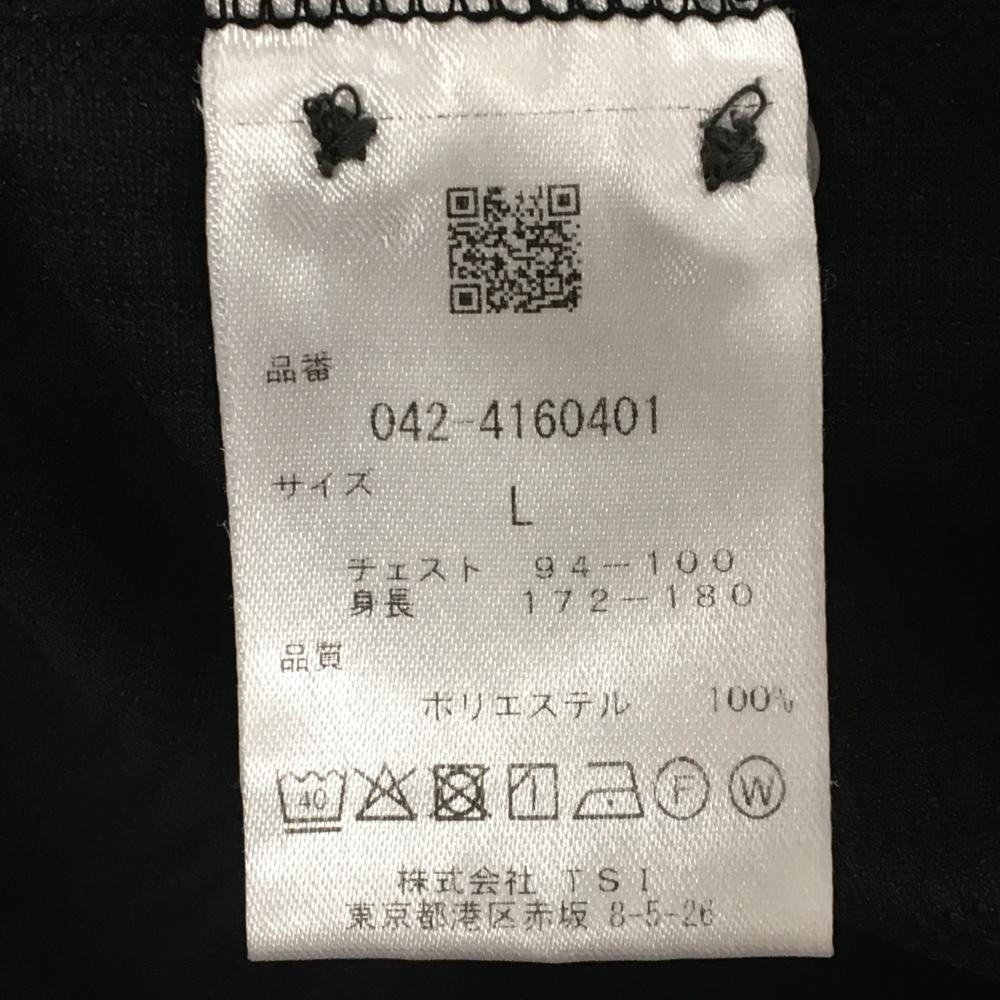 品番
042-4160401
サイズ
L
チェスト 94-100
身長 172-180
品質
ポリエステル 100%
40 F W
株式会社 TSI
東京都港区赤坂 8-5-26